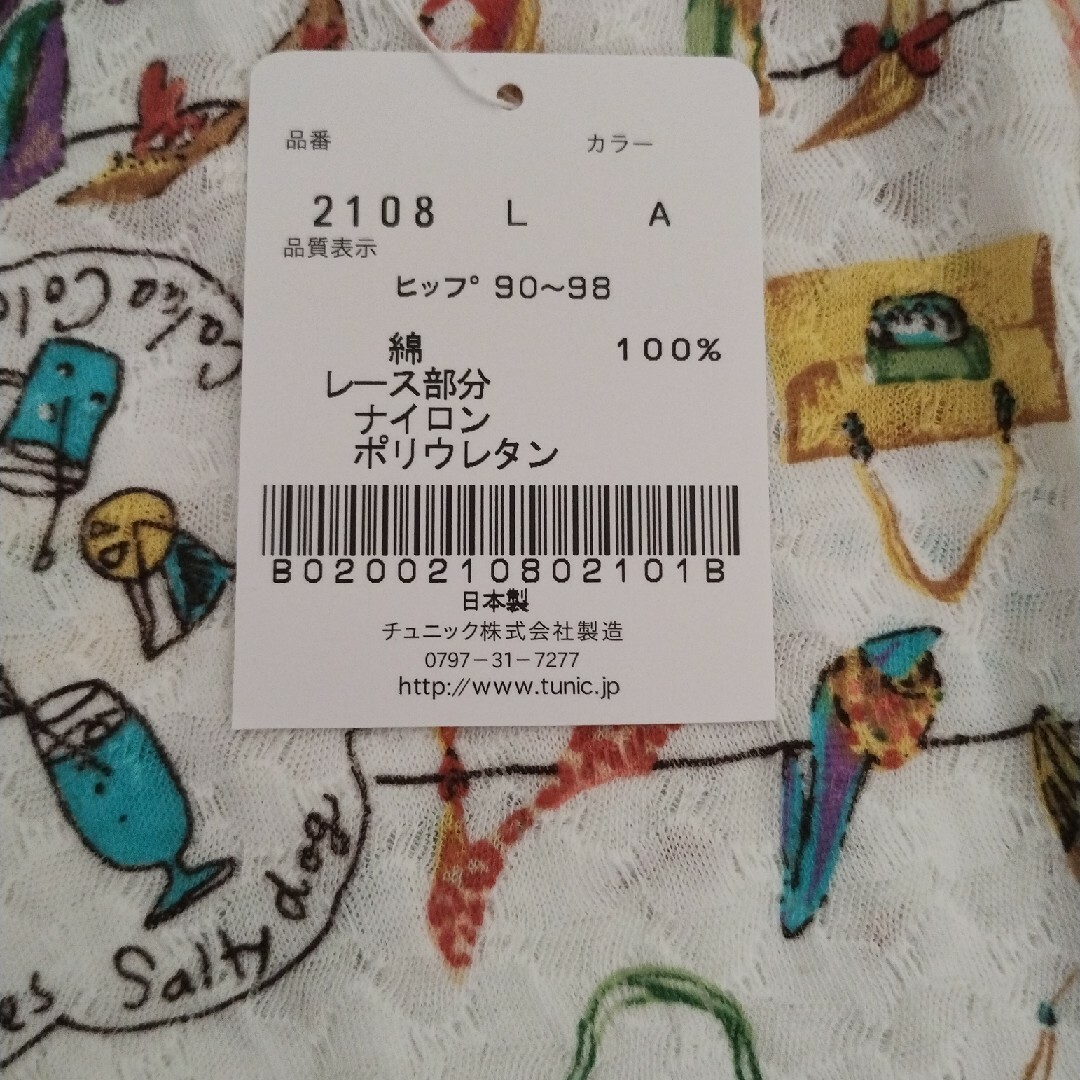 品番 カラー
2108 L A
品質表示
ヒップ 90〜98
綿 100%
レース部分
ナイロン
ポリウレタン
B0200210802101B
日本製
チュニック株式会社製造
0797-31-7277
http://www.tunic.jp
Salty dog